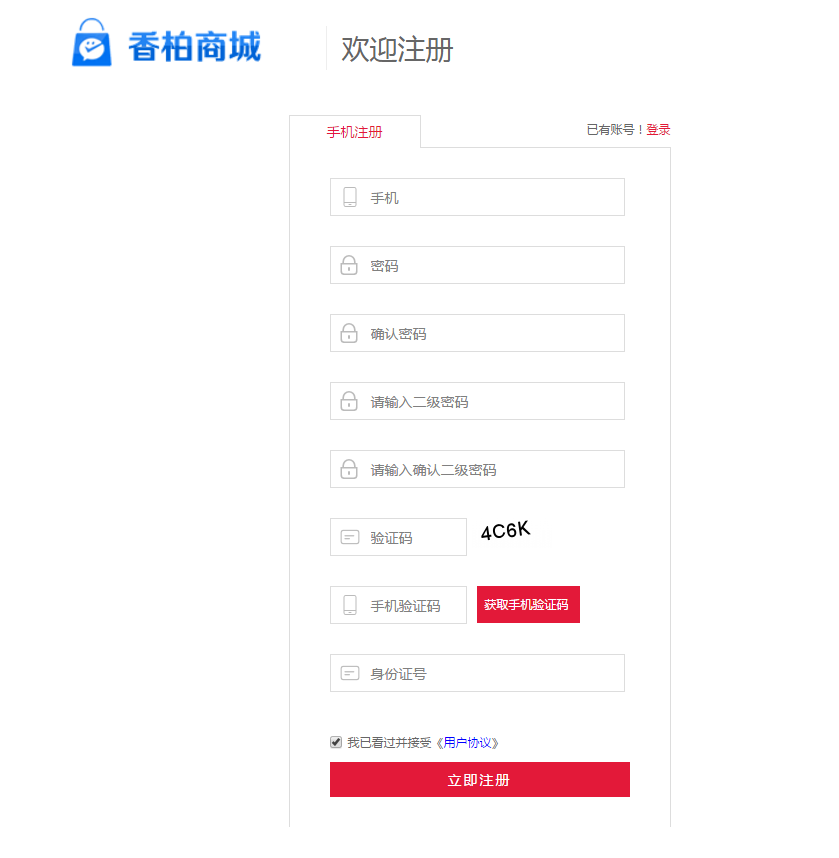 香柏商城
欢迎注册
手机注册
已有账号！登录
手机
密码
确认密码
请输入二级密码
请输入确认二级密码
验证码 4C6K
手机验证码 获取手机验证码
身份证号
我已看过并接受《用户协议》
立即注册